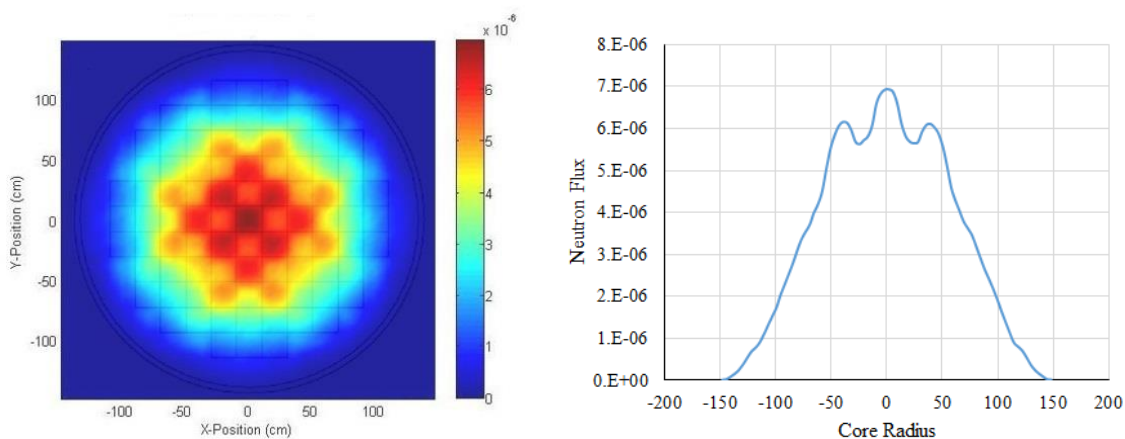 x 10⁻⁶
6
5
4
3
2
1
0
100
50
0
-50
-100
Y-Position (cm)
-100 -50 0 50 100
X-Position (cm)
8.E-06
7.E-06
6.E-06
5.E-06
4.E-06
3.E-06
2.E-06
1.E-06
0.E+00
Neutron Flux
-200 -150 -100 -50 0 50 100 150 200
Core Radius